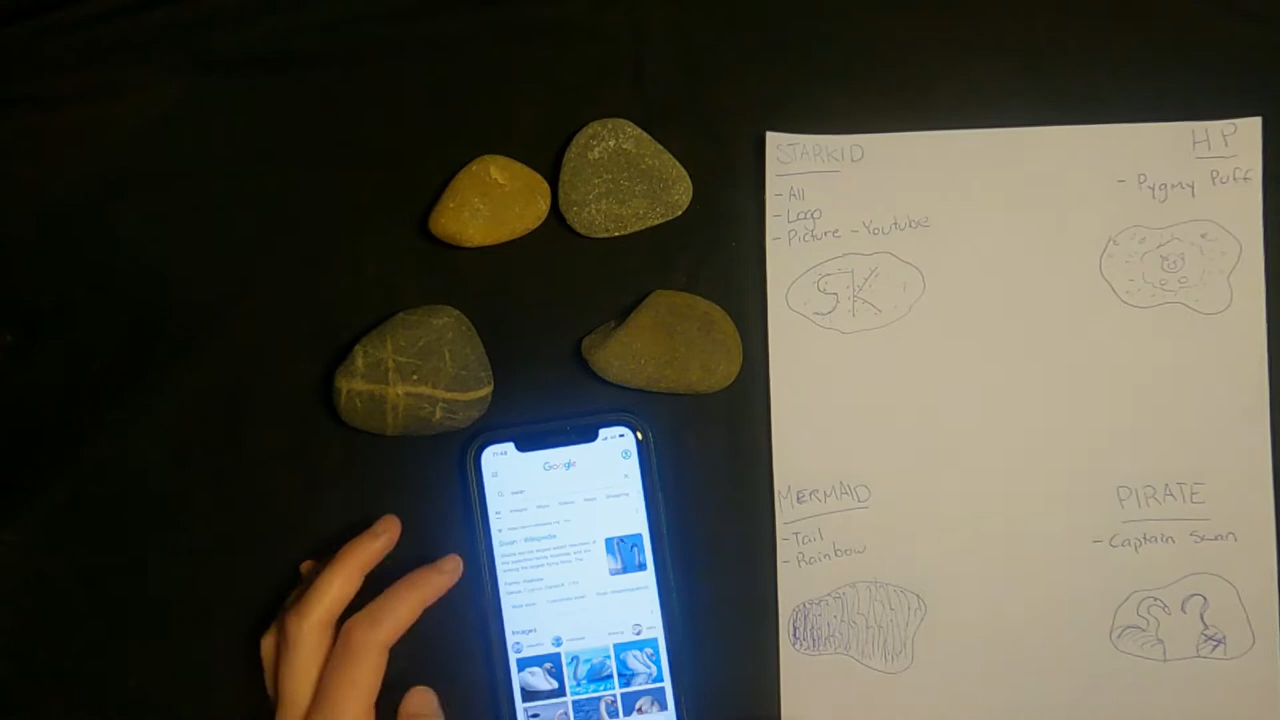 STARKID
- All
- Logo
- Picture - Youtube
SK
HP
- Pygmy Puff
MERMAID
- Tail
- Rainbow
PIRATE
- Captain Swan
Google
Swan - Wikipedia
Images